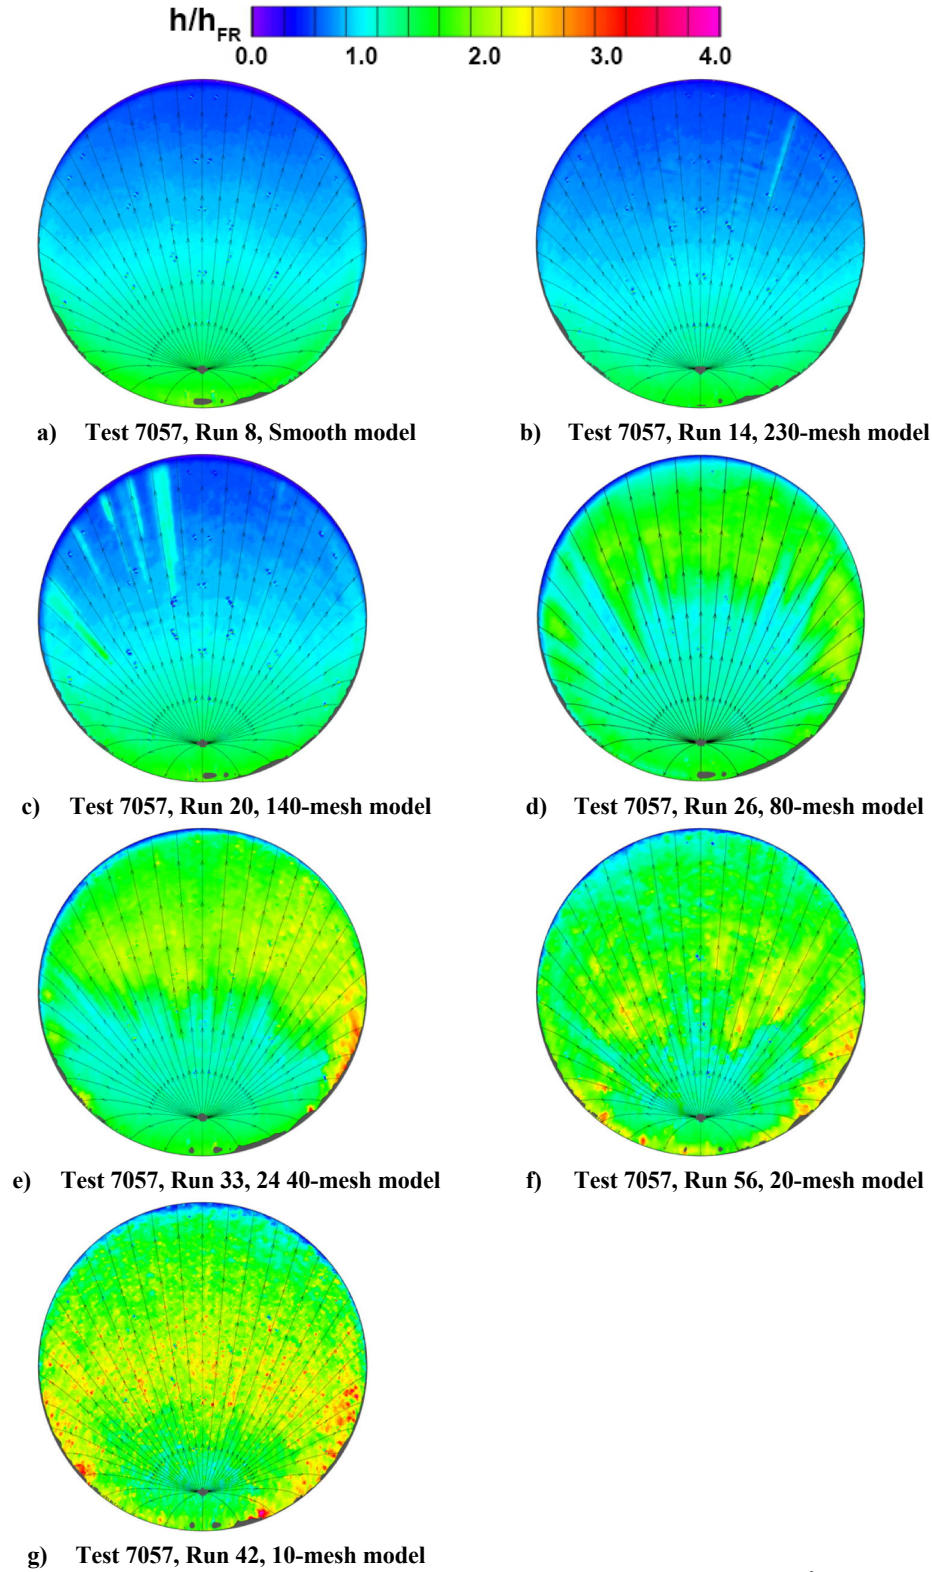 h/hFR
0.0 1.0 2.0 3.0 4.0
a) Test 7057, Run 8, Smooth model
b) Test 7057, Run 14, 230-mesh model
c) Test 7057, Run 20, 140-mesh model
d) Test 7057, Run 26, 80-mesh model
e) Test 7057, Run 33, 24 40-mesh model
f) Test 7057, Run 56, 20-mesh model
g) Test 7057, Run 42, 10-mesh model